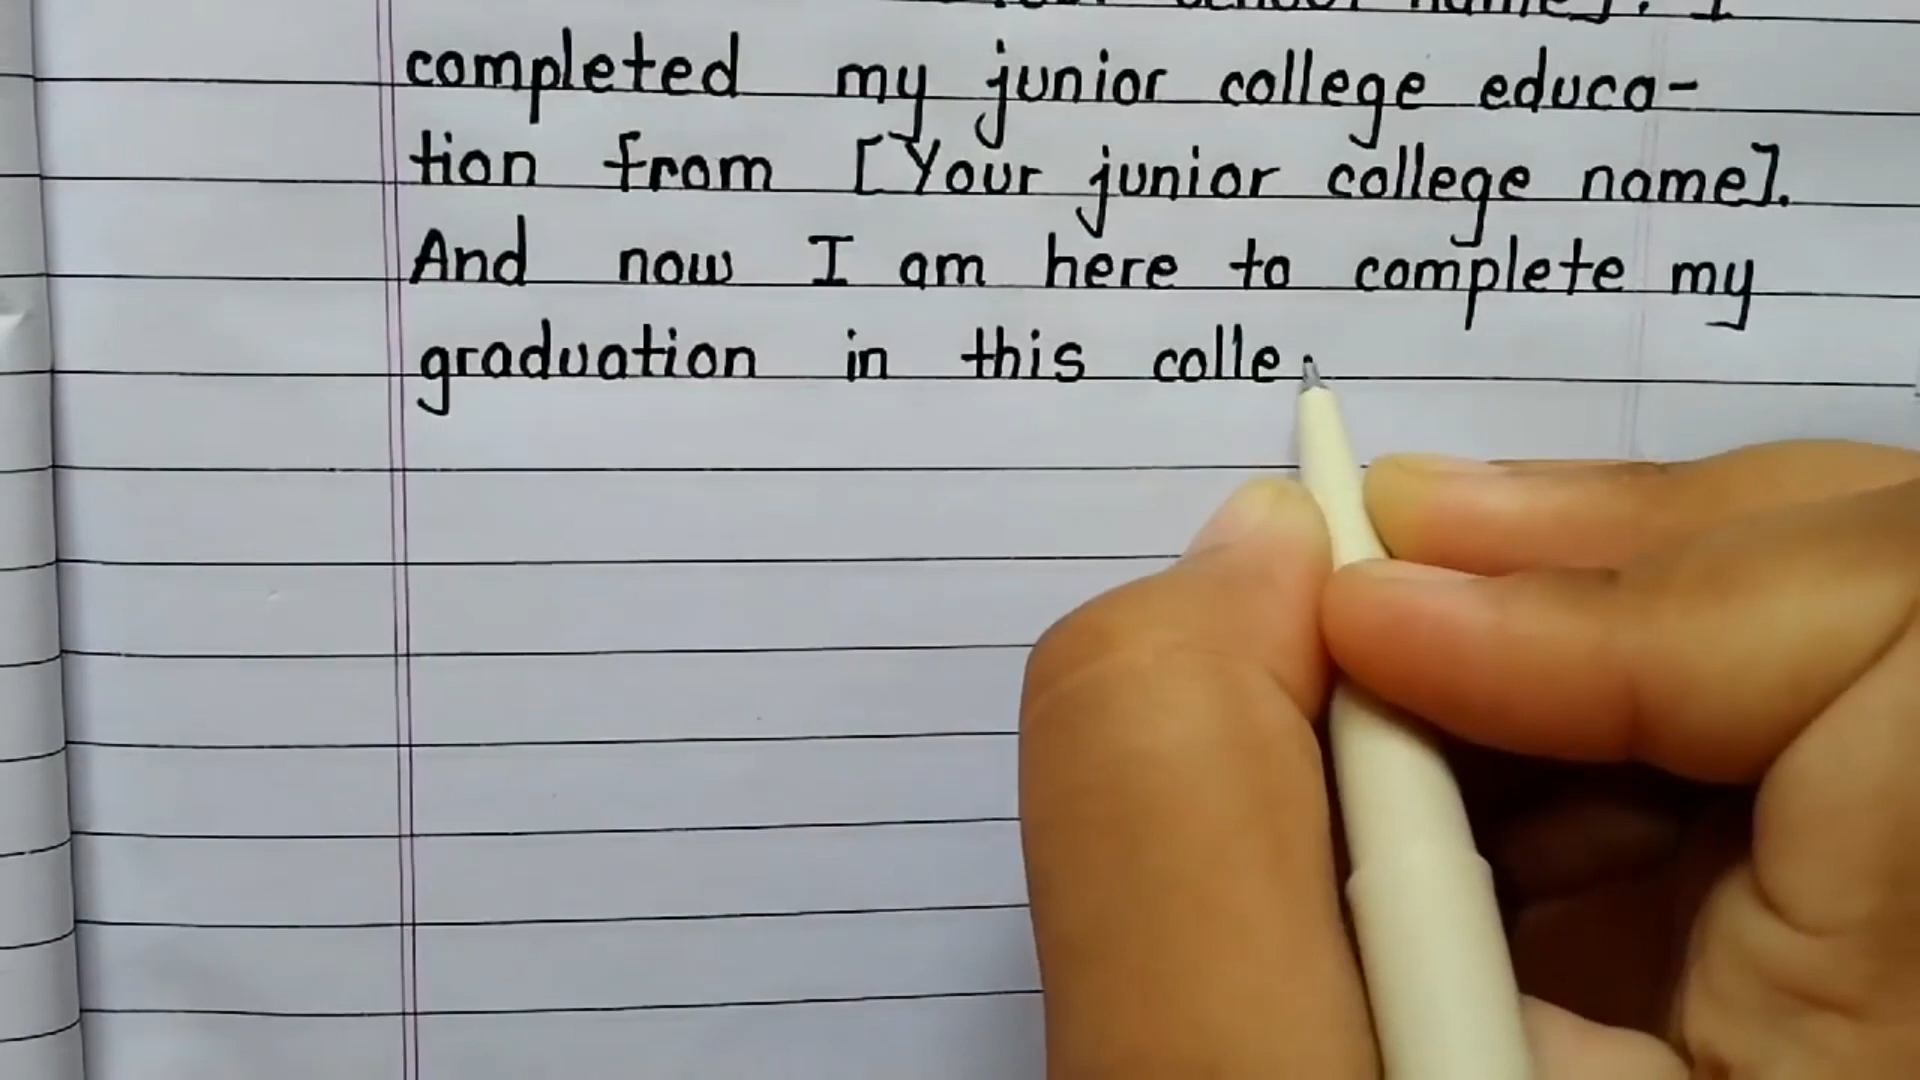 name]. I
completed my junior college educa-
tion from [Your junior college name].
And now I am here to complete my
graduation in this colle